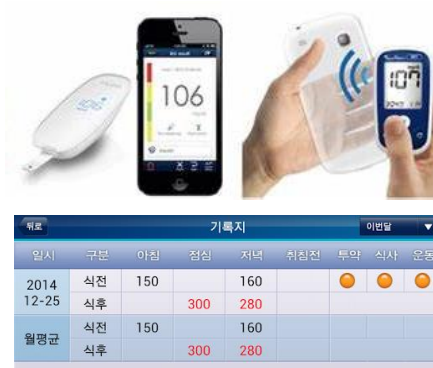 106
106
107
뒤로 기록지 이번달 ▼
일시 구분 아침 점심 저녁 취침전 투약 식사 운동
2014 12-25 식전 150 160
식후 300 280
월평균 식전 150 160
식후 300 280